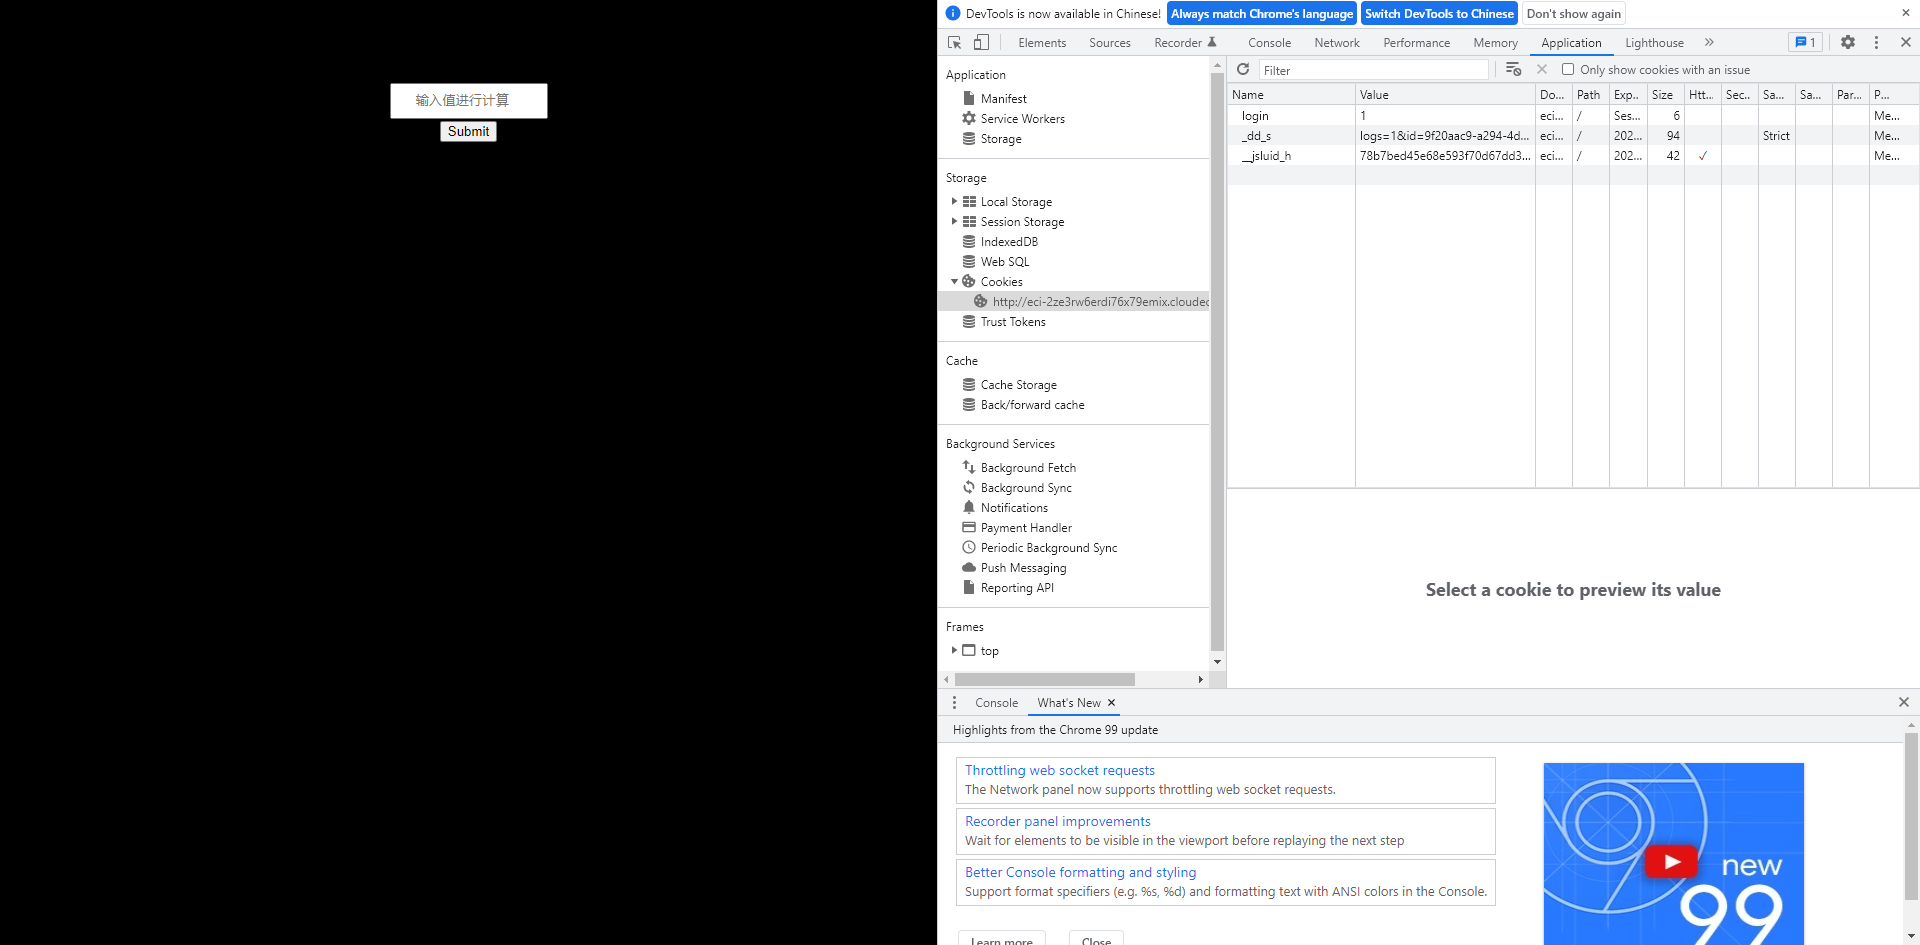 输入值进行计算
Submit
DevTools is now available in Chinese!
Always match Chrome's language
Switch DevTools to Chinese
Don't show again
Elements
Sources
Recorder
Console
Network
Performance
Memory
Application
Lighthouse
1
Application
Manifest
Service Workers
Storage
Storage
Local Storage
Session Storage
IndexedDB
Web SQL
Cookies
http://eci-2ze3rw6erdi76x79emix.cloudec
Trust Tokens
Cache
Cache Storage
Back/forward cache
Background Services
Background Fetch
Background Sync
Notifications
Payment Handler
Periodic Background Sync
Push Messaging
Reporting API
Frames
top
Filter
Only show cookies with an issue
Name Value Do... Path Exp... Size Htt... Sec... Sa... Sa... Par... P...
login 1 eci... / Ses... 6 Me...
_dd_s logs=1&id=9f20aac9-a294-4d... eci... / 202... 94 Strict
__jsluid_h 78b7bed45e68e593f70d67dd3... eci... / 202... 42 ✓ Me...
Select a cookie to preview its value
Console
What's New
Highlights from the Chrome 99 update
Throttling web socket requests
The Network panel now supports throttling web socket requests.
Recorder panel improvements
Wait for elements to be visible in the viewport before replaying the next step
Better Console formatting and styling
Support format specifiers (e.g. %s, %d) and formatting text with ANSI colors in the Console.
Learn more
Close
new
99